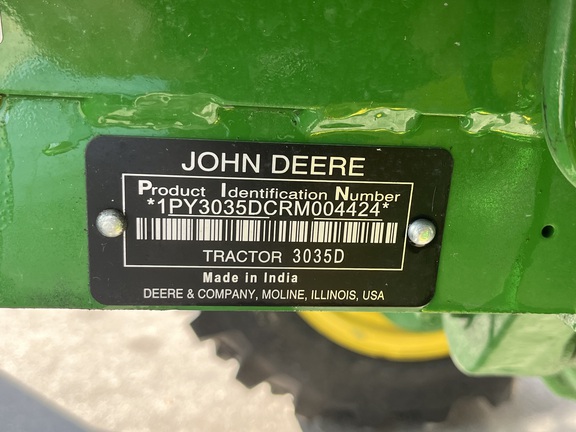 JOHN DEERE
Product Identification Number
*1PY3035DCRM004424*
TRACTOR 3035D
Made in India
DEERE & COMPANY, MOLINE, ILLINOIS, USA